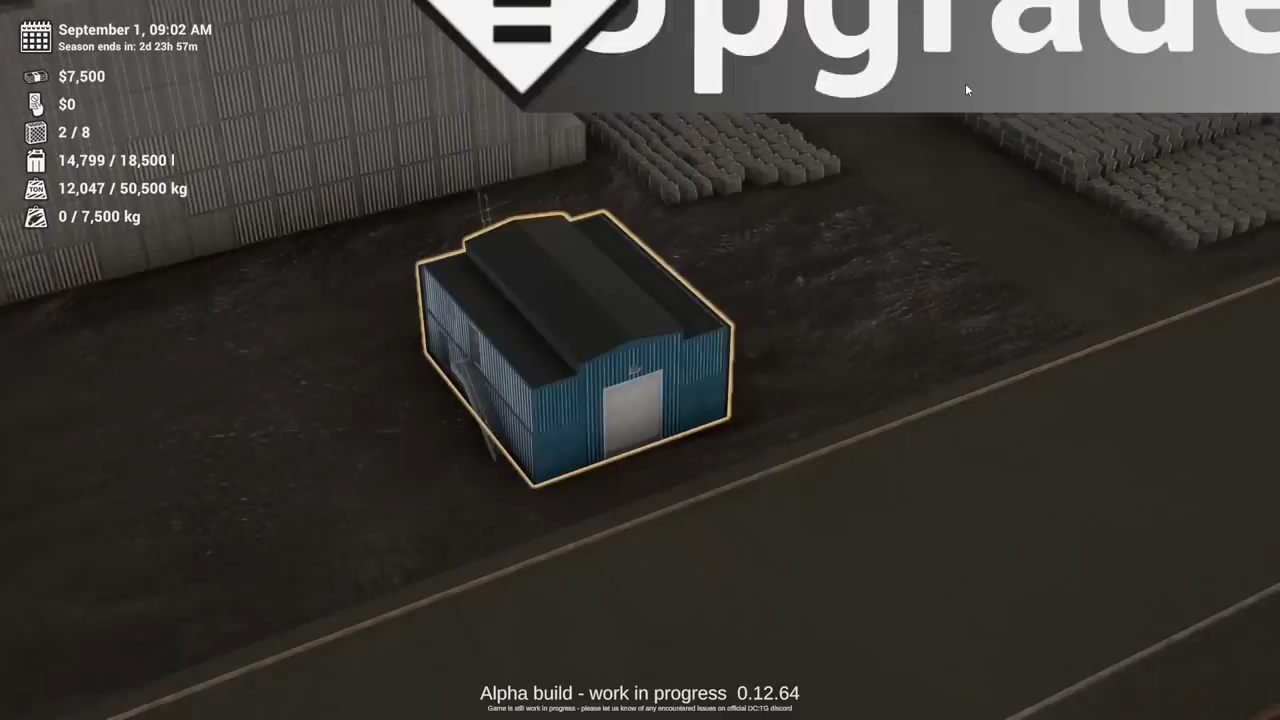 Upgrade
September 1, 09:02 AM
Season ends in: 2d 23h 57m
$7,500
$0
2 / 8
14,799 / 18,500 l
TON
12,047 / 50,500 kg
0 / 7,500 kg
Alpha build - work in progress 0.12.64
Game is still work in progress - please let us know of any encountered issues on official DC:TG discord